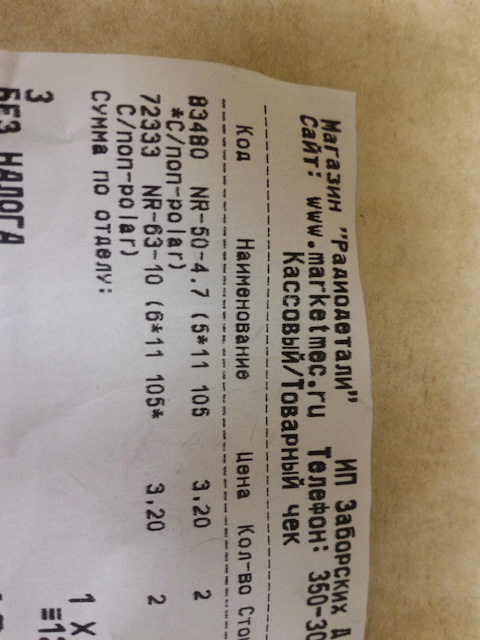 Магазин "Радиодетали" ИП Заборских
Сайт: www.marketmec.ru Телефон: 350-3
Кассовый/Товарный чек
Код Наименование Цена Кол-во
83480 NR-50-4.7 (5*11 105 3,20 2
*C/non-polar)
72333 NR-63-10 (6*11 105* 3,20 2
C/non-polar)
Сумма по отделу:
1 X
3 =1
БЕЗ НАЛОГА